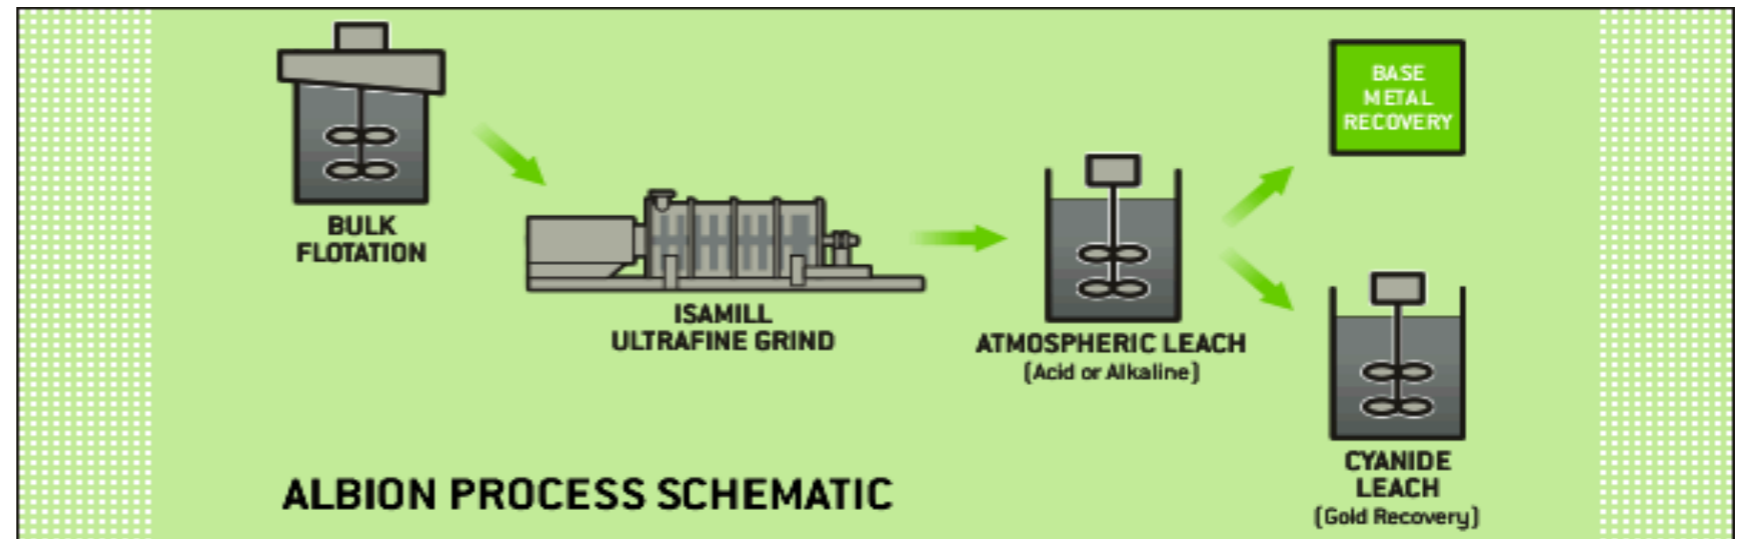 BULK
FLOTATION
ISAMILL
ULTRAFINE GRIND
ATMOSPHERIC LEACH
(Acid or Alkaline)
BASE
METAL
RECOVERY
CYANIDE
LEACH
(Gold Recovery)
ALBION PROCESS SCHEMATIC